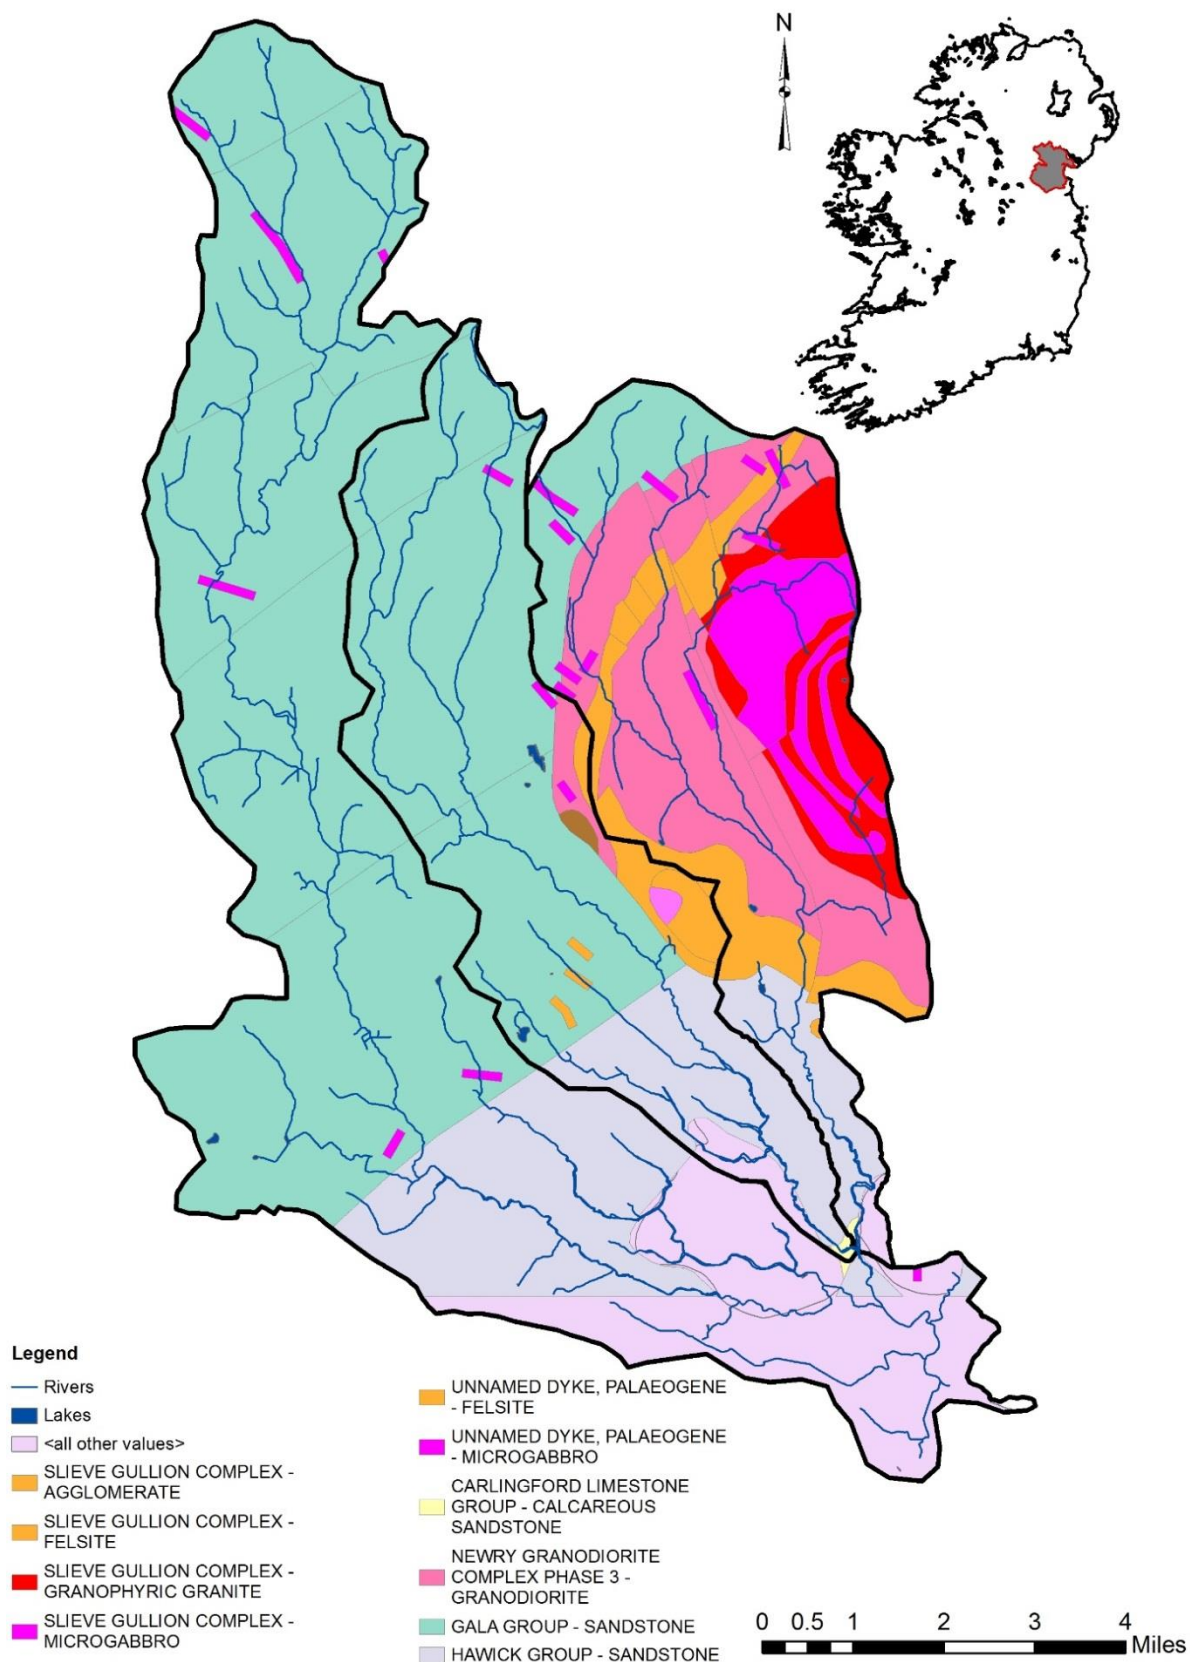 N
Legend
Rivers
Lakes
<all other values>
SLIEVE GULLION COMPLEX -
AGGLOMERATE
SLIEVE GULLION COMPLEX -
FELSITE
SLIEVE GULLION COMPLEX -
GRANOPHYRIC GRANITE
SLIEVE GULLION COMPLEX -
MICROGABBRO
UNNAMED DYKE, PALAEOGENE
- FELSITE
UNNAMED DYKE, PALAEOGENE
- MICROGABBRO
CARLINGFORD LIMESTONE
GROUP - CALCAREOUS
SANDSTONE
NEWRY GRANODIORITE
COMPLEX PHASE 3 -
GRANODIORITE
GALA GROUP - SANDSTONE
HAWICK GROUP - SANDSTONE
0 0.5 1 2 3 4
Miles